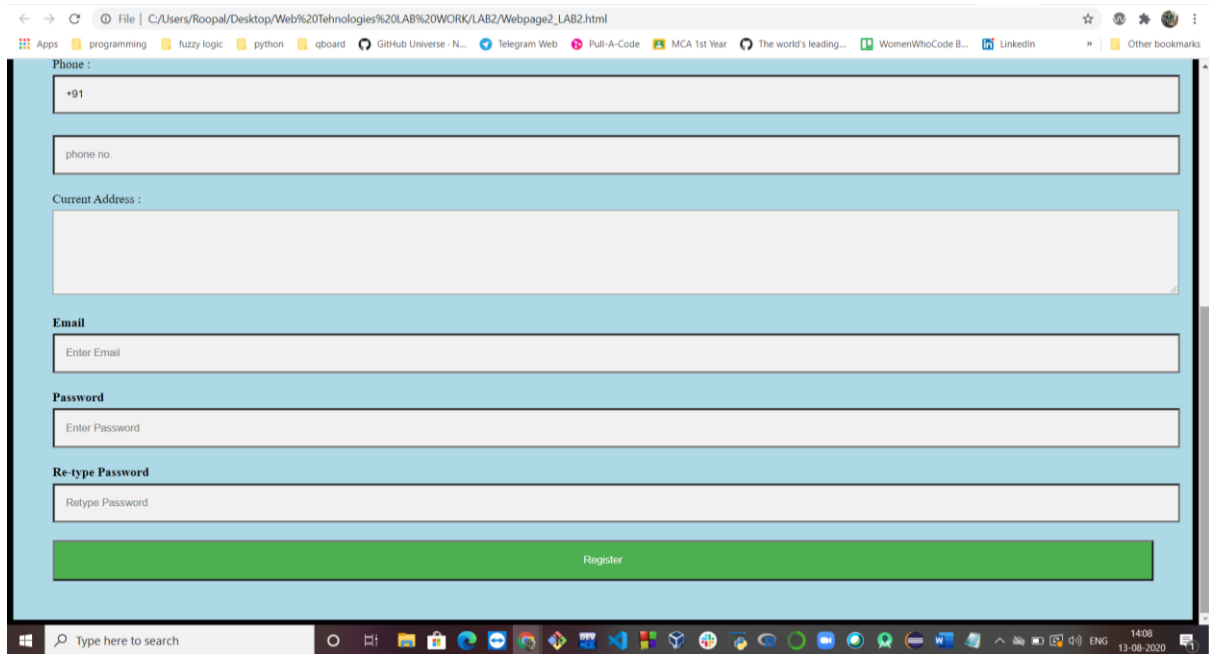 File | C:/Users/Roopal/Desktop/Web%20Tehnologies%20LAB%20WORK/LAB2/Webpage2_LAB2.html
Apps programming fuzzy logic python qboard GitHub Universe - N... Telegram Web Pull-A-Code MCA 1st Year The world's leading... WomenWhoCode B... LinkedIn » Other bookmarks
Phone :
+91
phone no.
Current Address :
Email
Enter Email
Password
Enter Password
Re-type Password
Retype Password
Register
Type here to search
DEV
ENG
14:08
13-08-2020
1